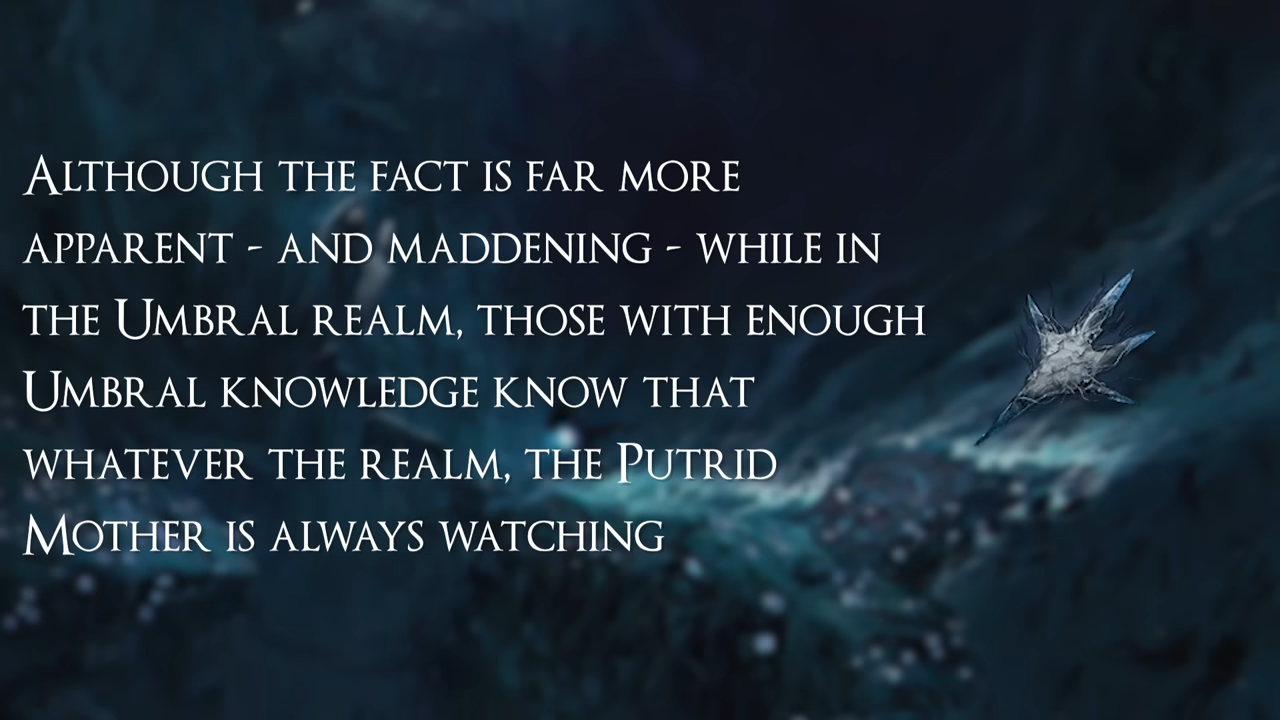 Although the fact is far more
apparent - and maddening - while in
the Umbral realm, those with enough
Umbral knowledge know that
whatever the realm, the Putrid
Mother is always watching